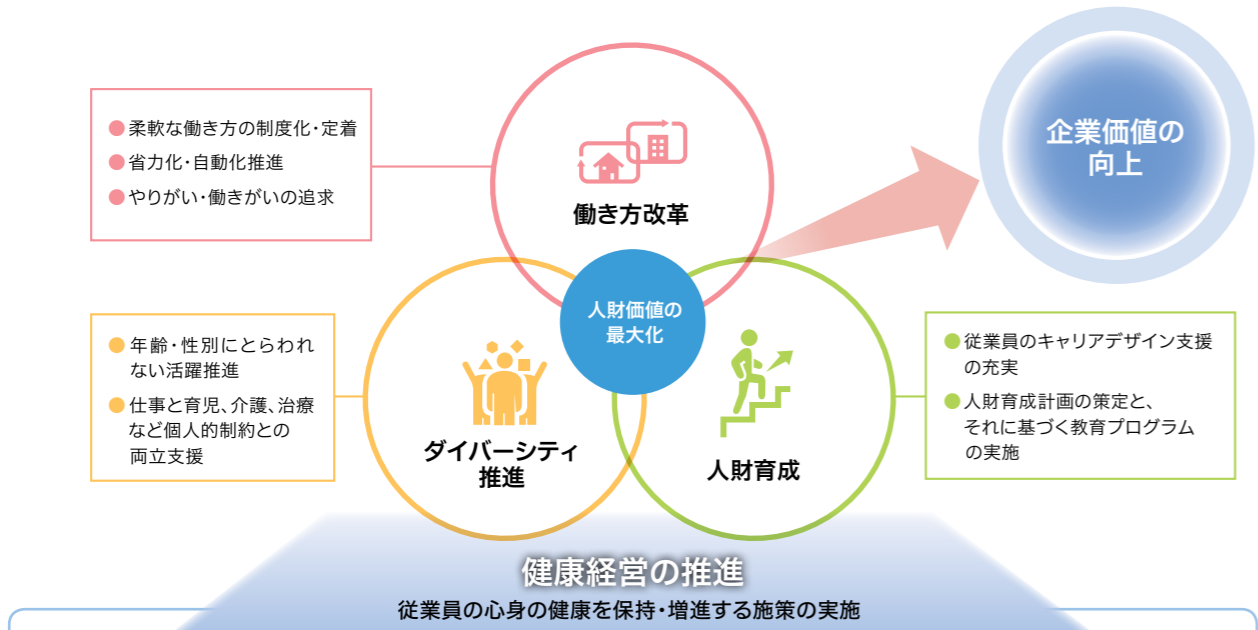 ●柔軟な働き方の制度化・定着
●省力化・自動化推進
●やりがい・働きがいの追求
働き方改革
企業価値の
向上
人財価値の
最大化
●年齢・性別にとらわれ
ない活躍推進
●仕事と育児、介護、治療
など個人的制約との
両立支援
ダイバーシティ
推進
人財育成
●従業員のキャリアデザイン支援
の充実
●人財育成計画の策定と、
それに基づく教育プログラム
の実施
健康経営の推進
従業員の心身の健康を保持・増進する施策の実施